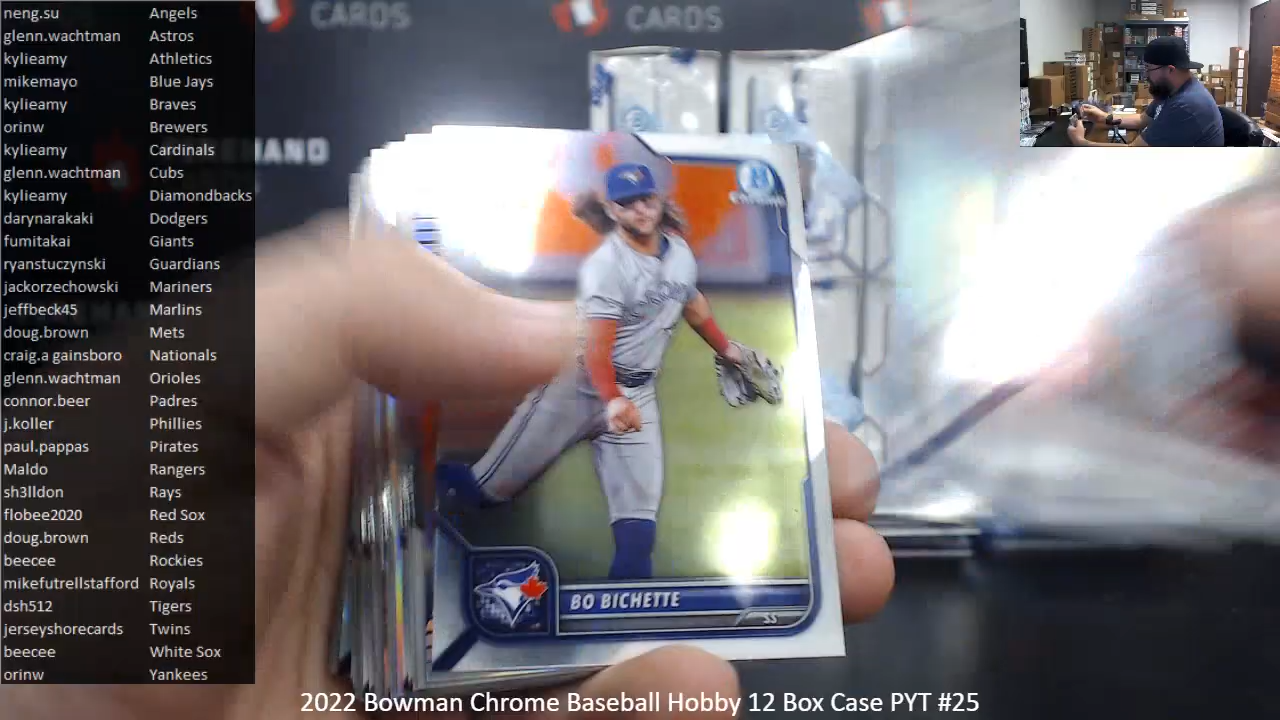 neng.su Angels
glenn.wachtman Astros
kylieamy Athletics
mikemayo Blue Jays
kylieamy Braves
orinw Brewers
kylieamy Cardinals
glenn.wachtman Cubs
kylieamy Diamondbacks
darynarakaki Dodgers
fumitakai Giants
ryanstuczynski Guardians
jackorzechowski Mariners
jeffbeck45 Marlins
doug.brown Mets
craig.a gainsboro Nationals
glenn.wachtman Orioles
connor.beer Padres
j.koller Phillies
paul.pappas Pirates
Maldo Rangers
sh3lldon Rays
flobee2020 Red Sox
doug.brown Reds
beecee Rockies
mikefutrellstafford Royals
dsh512 Tigers
jerseyshorecards Twins
beecee White Sox
orinw Yankees
CARDS
CARDS
BO BICHETTE
SS
2022 Bowman Chrome Baseball Hobby 12 Box Case PYT #25